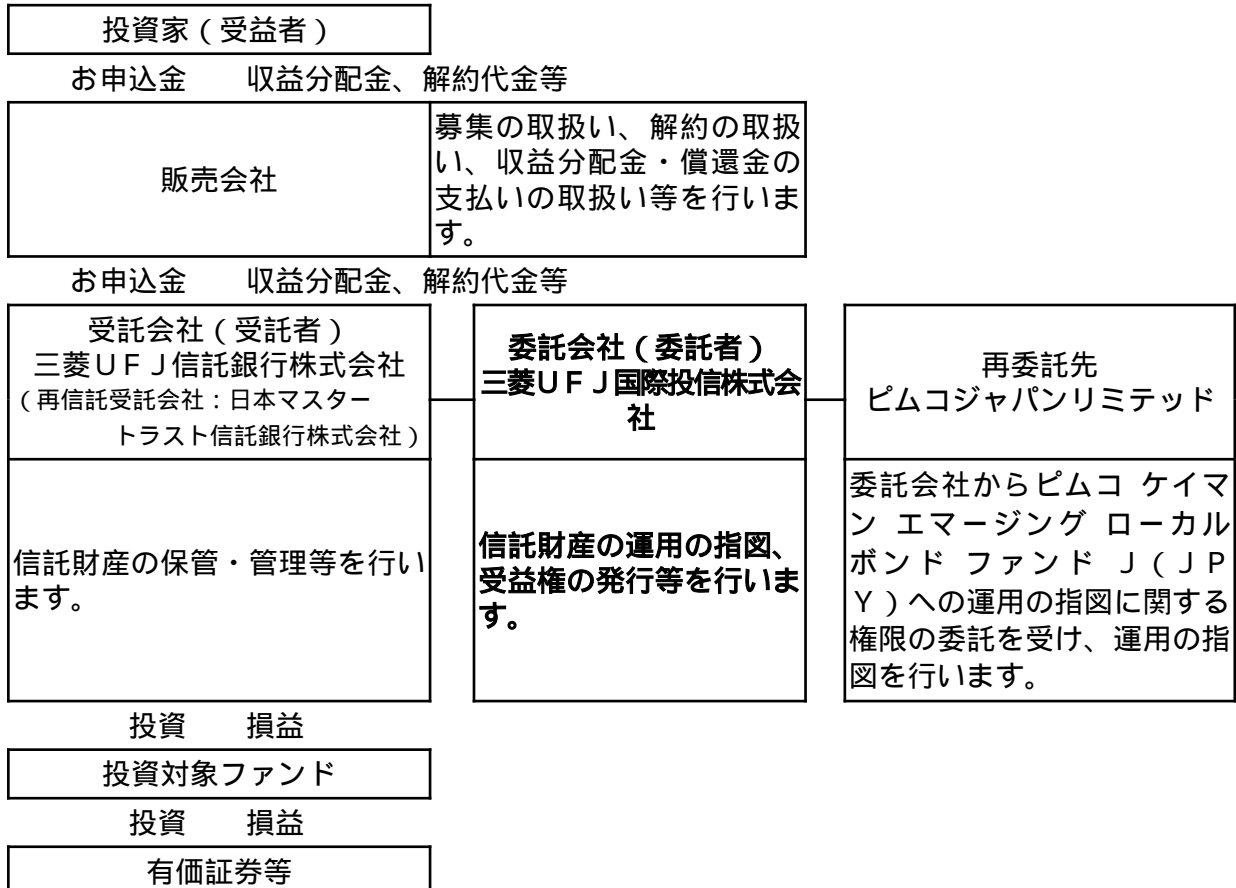 投資家（受益者）
お申込金　　収益分配金、解約代金等
販売会社
募集の取扱い、解約の取扱
い、収益分配金・償還金の
支払いの取扱い等を行いま
す。
お申込金　　収益分配金、解約代金等
受託会社（受託者）
三菱ＵＦＪ信託銀行株式会社
（再信託受託会社：日本マスター
トラスト信託銀行株式会社）
委託会社（委託者）
三菱ＵＦＪ国際投信株式会
社
再委託先
ピムコジャパンリミテッド
信託財産の保管・管理等を行い
ます。
信託財産の運用の指図、
受益権の発行等を行いま
す。
委託会社からピムコ ケイマ
ン エマージング ローカル
ボンド ファンド Ｊ（ＪＰ
Ｙ）への運用の指図に関する
権限の委託を受け、運用の指
図を行います。
投資　　損益
投資対象ファンド
投資　　損益
有価証券等